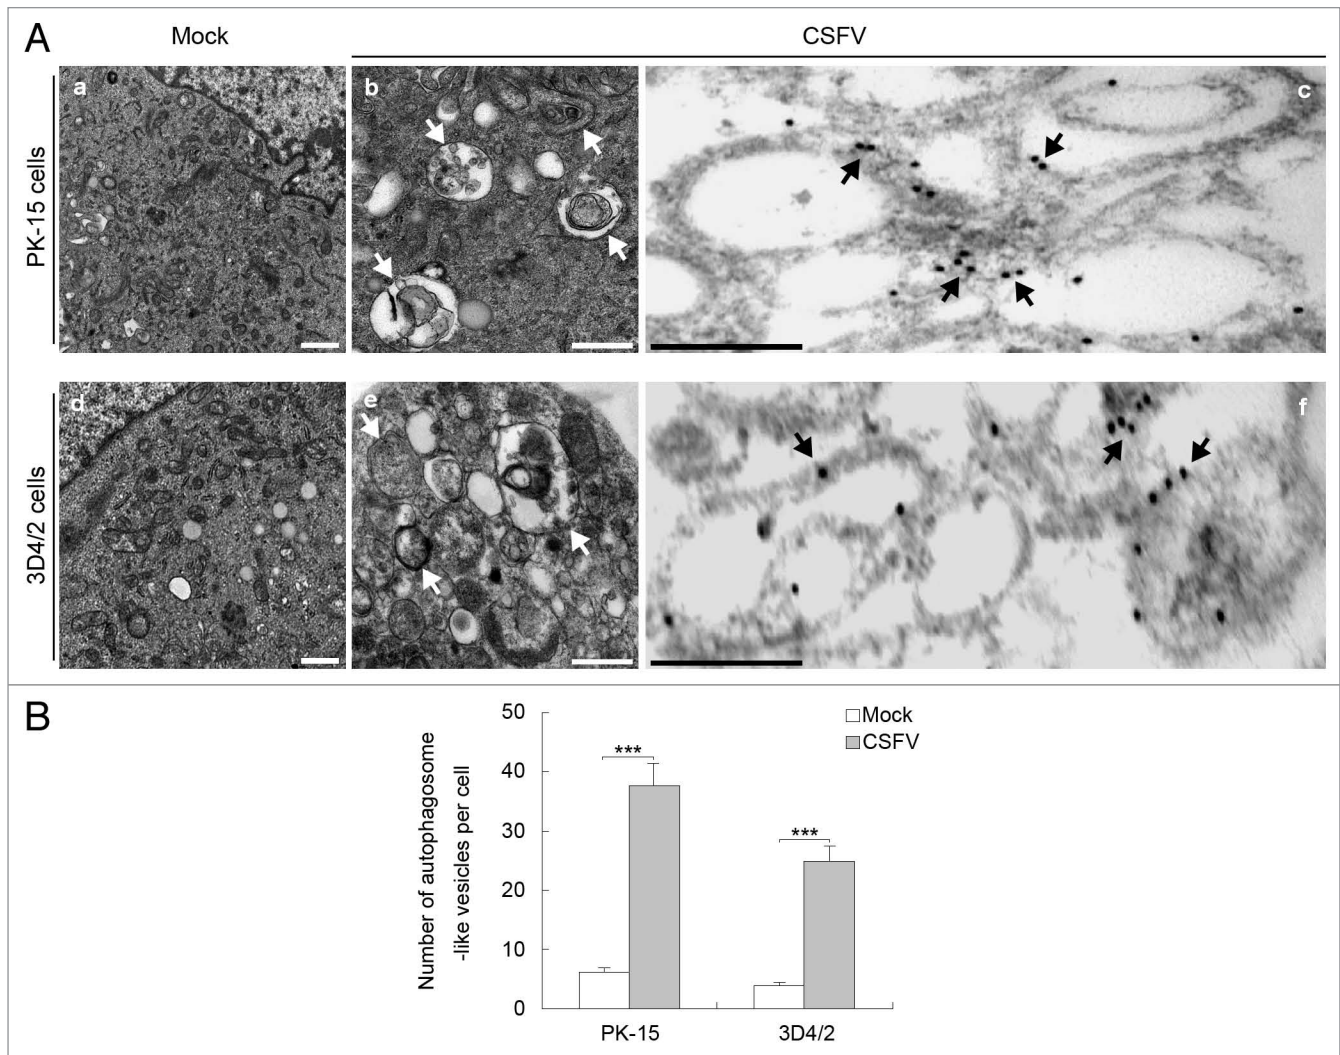 A
Mock
CSFV
PK-15 cells
a
b
c
3D4/2 cells
d
e
f
B
Number of autophagosome
-like vesicles per cell
50
40
30
20
10
0
***
***
Mock
CSFV
PK-15
3D4/2